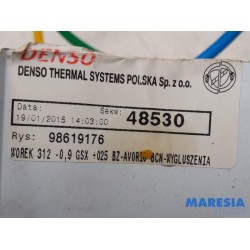 DENSO
DENSO THERMAL SYSTEMS POLSKA Sp. z o.o.
Data: Sekw:
19/01/2015 14:03:00 48530
Rys: 98619176
WOREK 312 -0,9 GSX +025 BZ-AVORIO BCN-WYGLUSZENIA
MARESIA